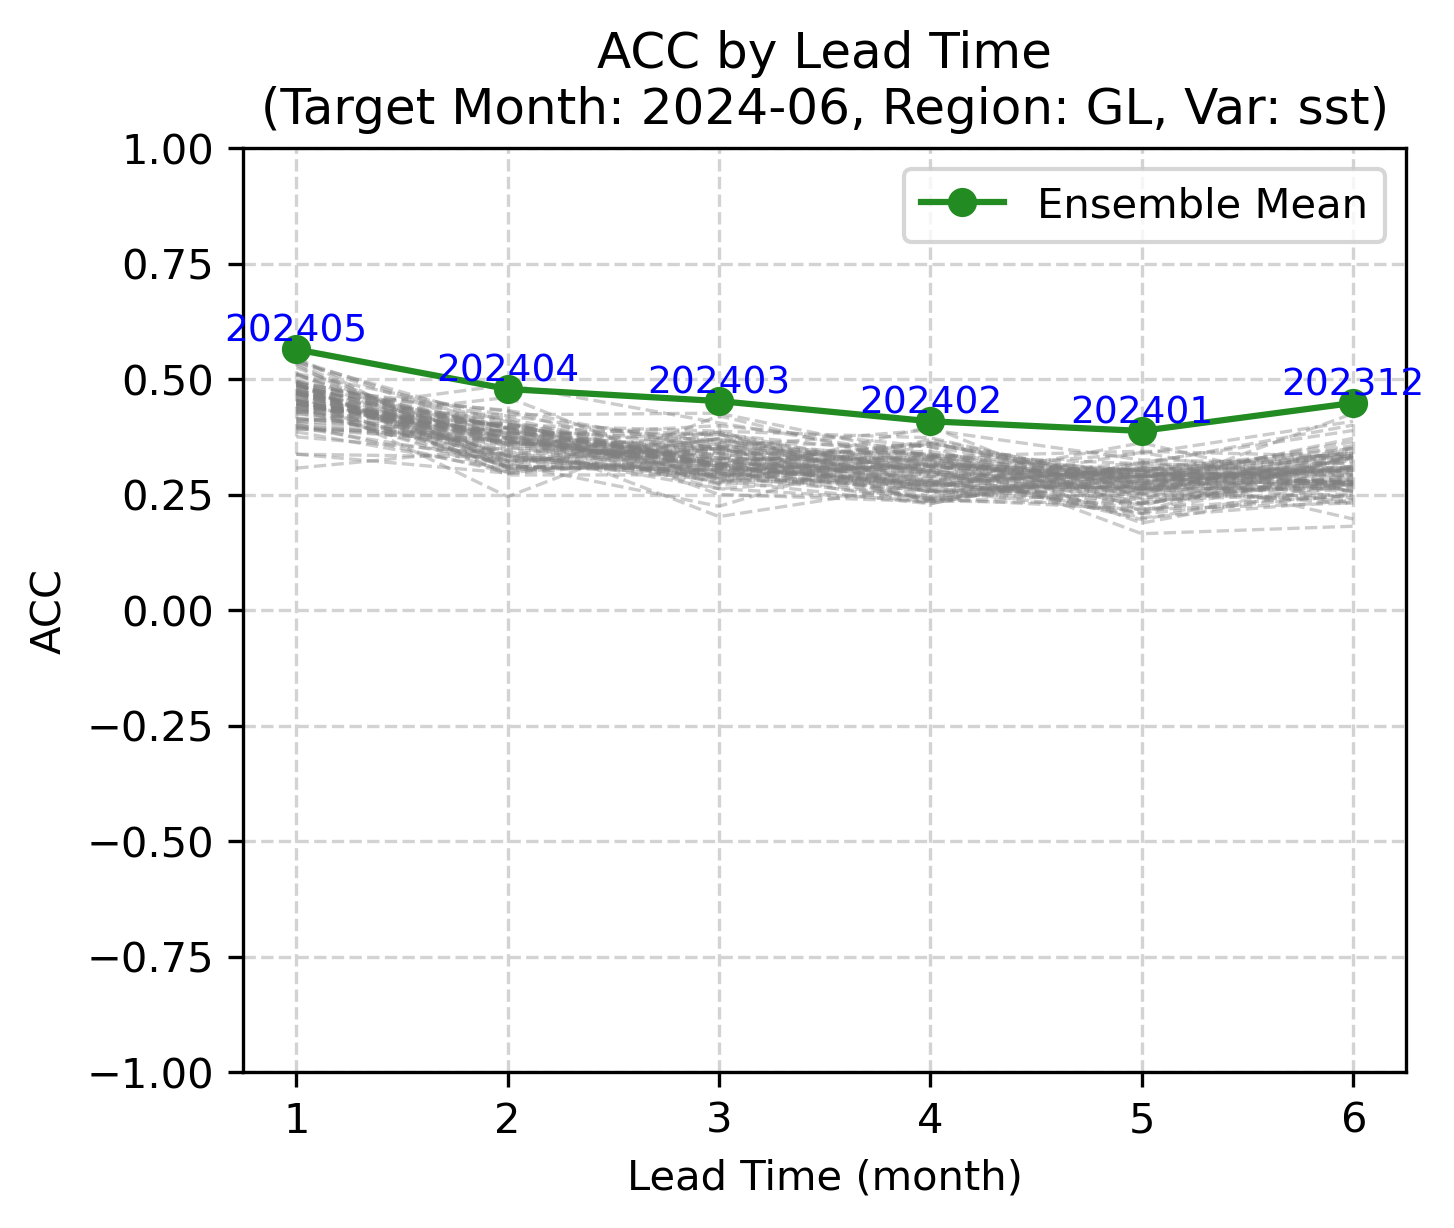 ACC by Lead Time
(Target Month: 2024-06, Region: GL, Var: sst)
1.00
0.75
0.50
0.25
0.00
−0.25
−0.50
−0.75
−1.00
ACC
Ensemble Mean
202405
202404
202403
202402
202401
202312
1 2 3 4 5 6
Lead Time (month)